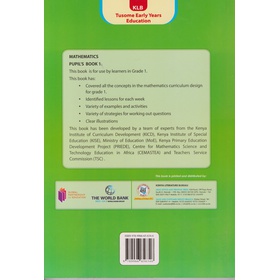 KLB
Tusome Early Years
Education
MATHEMATICS
PUPIL'S BOOK 1.
This book is for use by learners in Grade 1.
This book has:
• Covered all the concepts in the mathematics curriculum design
for grade 1.
• Identified lessons for each week
• Variety of examples and activities
• Variety of strategies for working out questions
• Clear illustrations
This book has been developed by a team of experts from the Kenya
Institute of Curriculum Development (KICD), Kenya Institute of Special
Education (KISE), Ministry of Education (MoE), Kenya Primary Education
Development Project (PRIEDE), Centre for Mathematics Science and
Technology Education in Africa (CEMASTEA) and Teachers Service
Commission (TSC) .
THE WORLD BANK